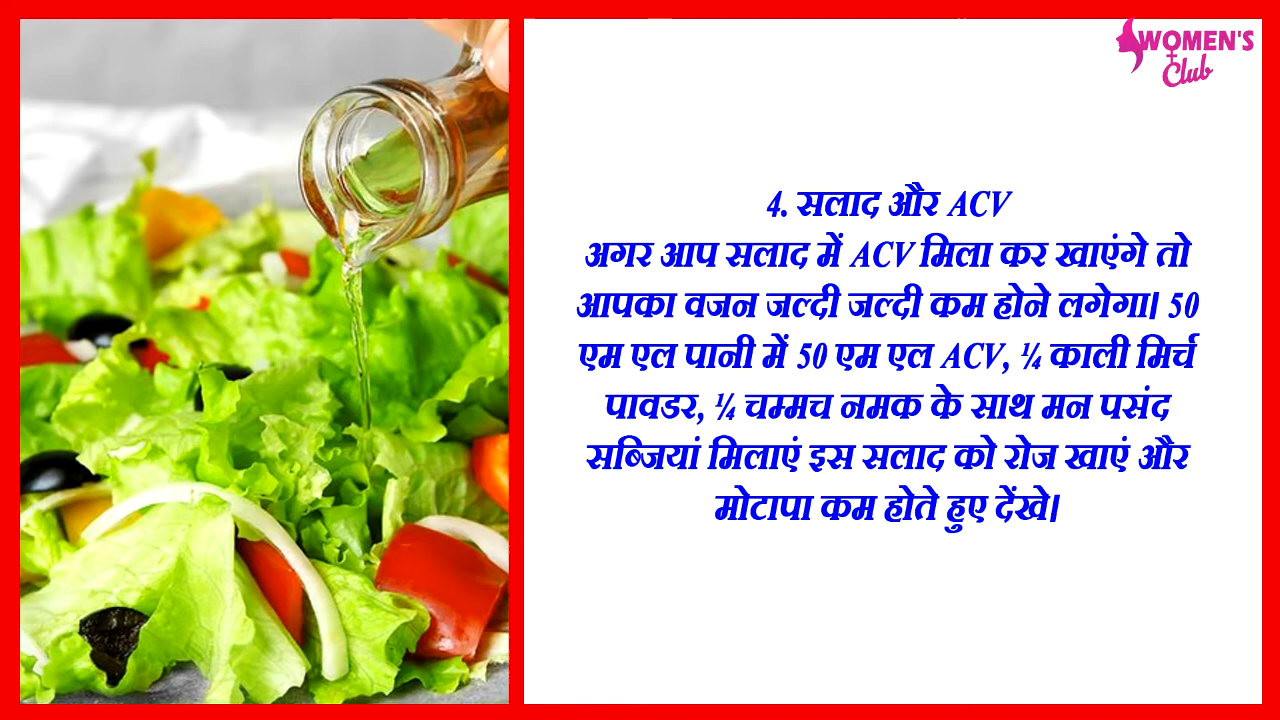 WOMEN'S
Club
4. सलाद और ACV
अगर आप सलाद में ACV मिला कर खाएंगे तो
आपका वजन जल्दी जल्दी कम होने लगेगा। 50
एम एल पानी में 50 एम एल ACV, ¼ काली मिर्च
पावडर, ¼ चम्मच नमक के साथ मन पसंद
सब्जियां मिलाएं इस सलाद को रोज खाएं और
मोटापा कम होते हुए देंखे।